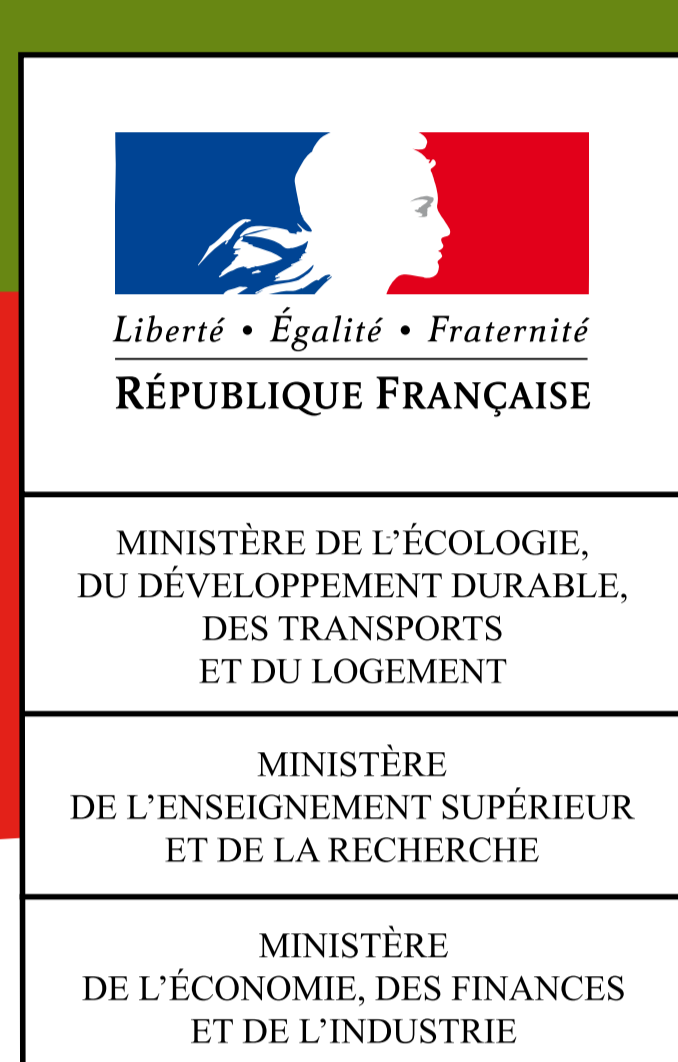 Liberté • Égalité • Fraternité
RÉPUBLIQUE FRANÇAISE
MINISTÈRE DE L’ÉCOLOGIE,
DU DÉVELOPPEMENT DURABLE,
DES TRANSPORTS
ET DU LOGEMENT
MINISTÈRE
DE L’ENSEIGNEMENT SUPÉRIEUR
ET DE LA RECHERCHE
MINISTÈRE
DE L’ÉCONOMIE, DES FINANCES
ET DE L’INDUSTRIE